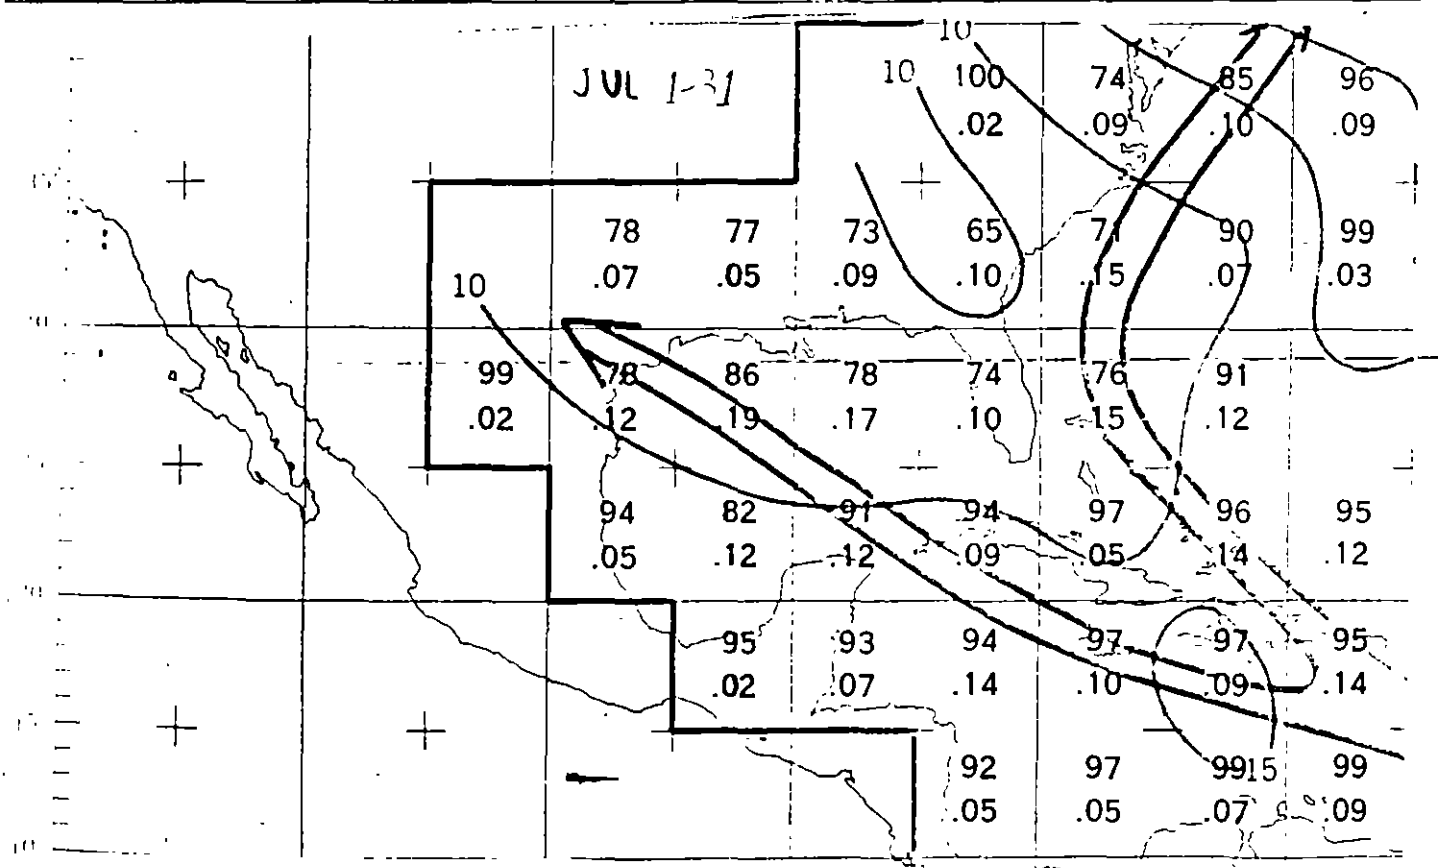 10
JUL 1-31
10 100 74 85 96
.02 .09 .10 .09
78 77 73 65 71 90 99
.07 .05 .09 .10 .15 .07 .03
10
99 78 86 78 74 76 91
.02 .12 .19 .17 .10 .15 .12
94 82 91 94 97 96 95
.05 .12 .12 .09 .05 .14 .12
95 93 94 97 97 95
.02 .07 .14 .10 .09 .14
92 97 99 15 99
.05 .05 .07 .09